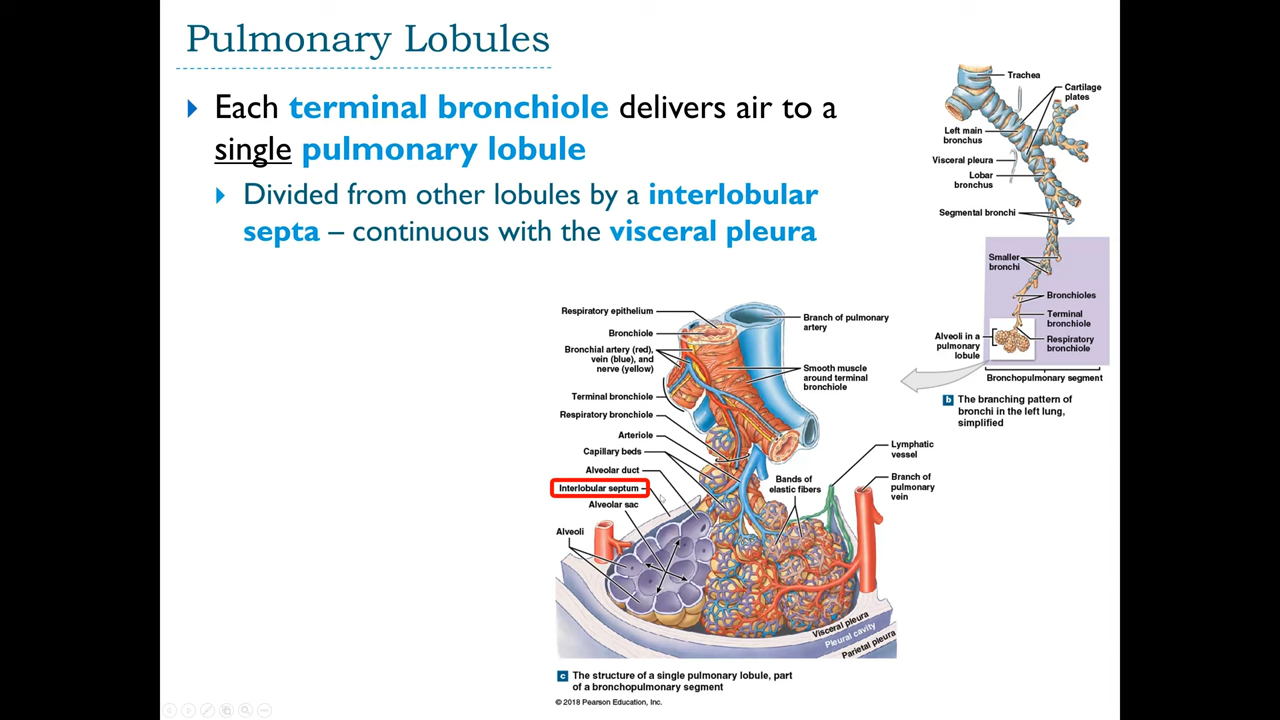 Pulmonary Lobules
Each terminal bronchiole delivers air to a
single pulmonary lobule
Divided from other lobules by a interlobular
septa – continuous with the visceral pleura
Trachea
Cartilage
plates
Left main
bronchus
Visceral pleura
Lobar
bronchus
Segmental bronchi
Smaller
bronchi
Bronchioles
Terminal
bronchiole
Alveoli in a
pulmonary
lobule
Respiratory
bronchiole
Bronchopulmonary segment
b The branching pattern of
bronchi in the left lung,
simplified
Respiratory epithelium
Bronchiole
Bronchial artery (red),
vein (blue), and
nerve (yellow)
Terminal bronchiole
Respiratory bronchiole
Arteriole
Capillary beds
Alveolar duct
Interlobular septum
Alveolar sac
Alveoli
Branch of pulmonary
artery
Smooth muscle
around terminal
bronchiole
Bands of
elastic fibers
Lymphatic
vessel
Branch of
pulmonary
vein
Visceral pleura
Pleural cavity
Parietal pleura
c The structure of a single pulmonary lobule, part
of a bronchopulmonary segment
© 2018 Pearson Education, Inc.